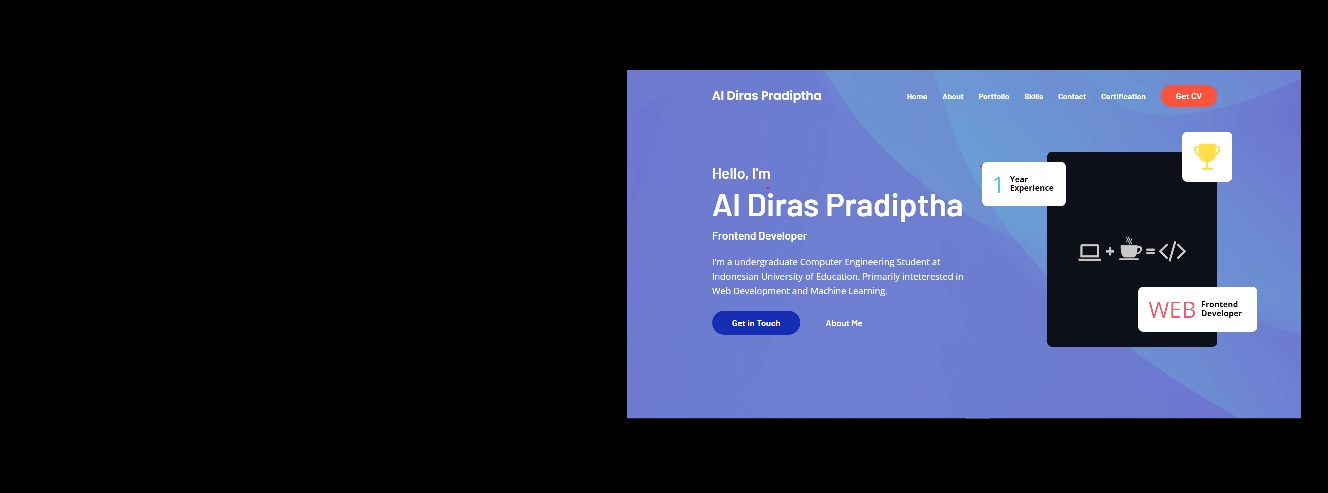 Al Diras Pradiptha
Home About Portfolio Skills Contact Certification Get CV
Hello, I'm
Al Diras Pradiptha
Frontend Developer
I'm a undergraduate Computer Engineering Student at
Indonesian University of Education. Primarily inteterested in
Web Development and Machine Learning.
Get in Touch About Me
1 Year
Experience
+ = </>
WEB Frontend
Developer